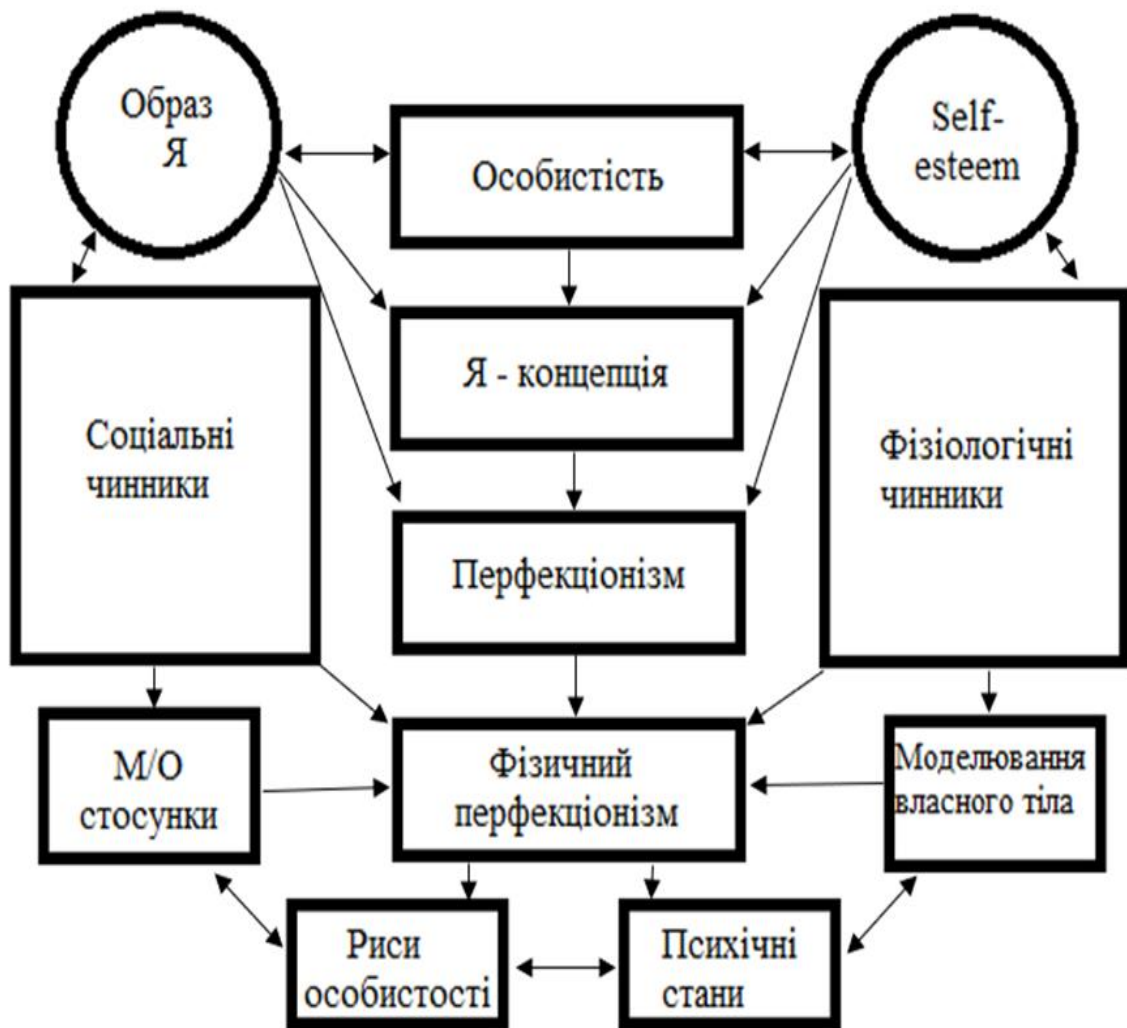 Образ
Я
Особистість
Self-
esteem
Я - концепція
Соціальні
чинники
Фізіологічні
чинники
Перфекціонізм
М/О
стосунки
Фізичний
перфекціонізм
Моделювання
власного тіла
Риси
особистості
Психічні
стани